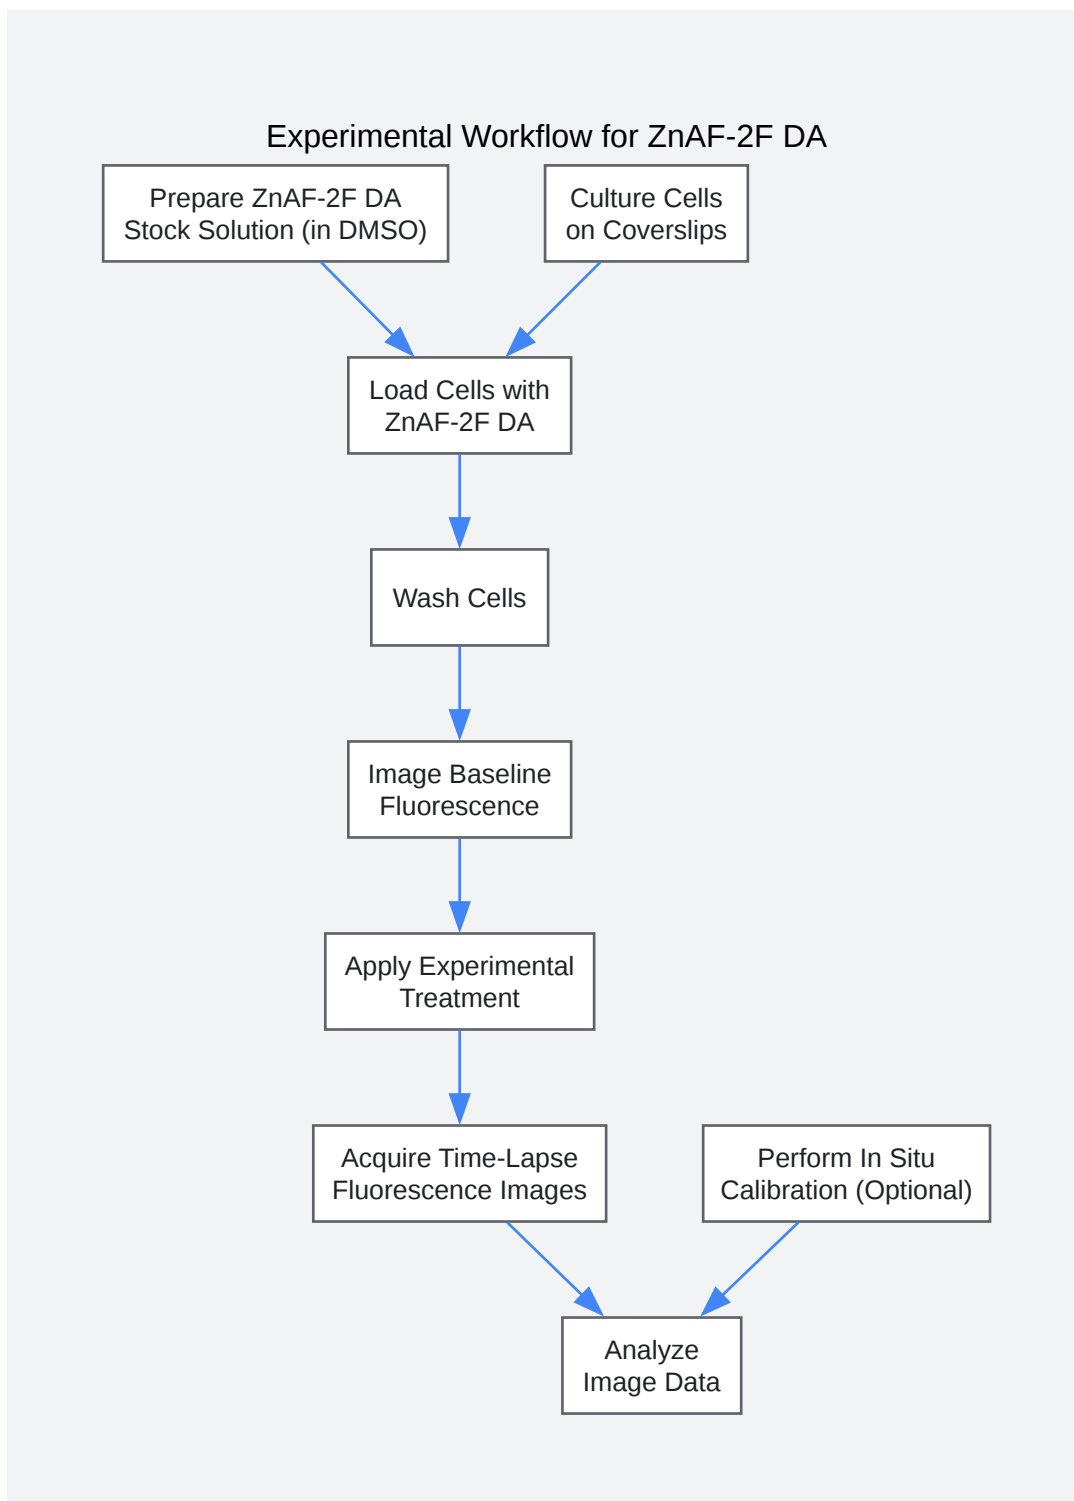 Experimental Workflow for ZnAF-2F DA
Prepare ZnAF-2F DA
Stock Solution (in DMSO)
Culture Cells
on Coverslips
Load Cells with
ZnAF-2F DA
Wash Cells
Image Baseline
Fluorescence
Apply Experimental
Treatment
Acquire Time-Lapse
Fluorescence Images
Perform In Situ
Calibration (Optional)
Analyze
Image Data